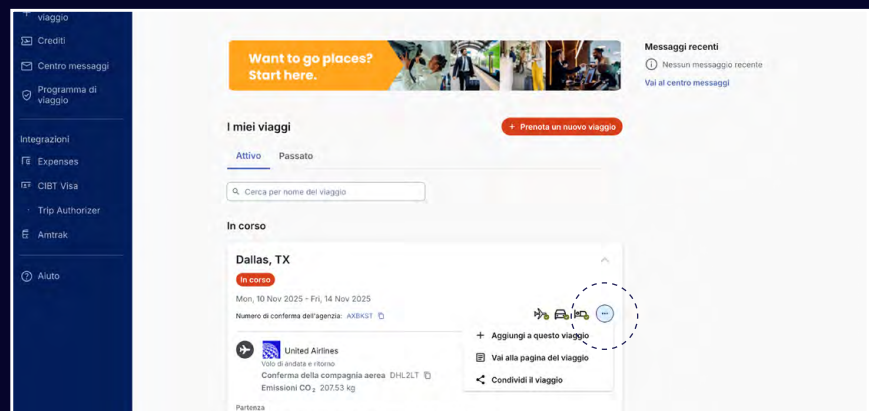 viaggio
Crediti
Centro messaggi
Programma di
viaggio
Integrazioni
Expenses
CIBT Visa
Trip Authorizer
Amtrak
Aiuto
Want to go places?
Start here.
I miei viaggi
+ Prenota un nuovo viaggio
Attivo Passato
Cerca per nome del viaggio
In corso
Dallas, TX
In corso
Mon, 10 Nov 2025 - Fri, 14 Nov 2025
Numero di conferma dell'agenzia: AXBKST
United Airlines
Volo di andata e ritorno
Conferma della compagnia aerea DHL2LT
Emissioni CO₂ 207.53 kg
Partenza
+ Aggiungi a questo viaggio
Vai alla pagina del viaggio
Condividi il viaggio
Messaggi recenti
Nessun messaggio recente
Vai al centro messaggi